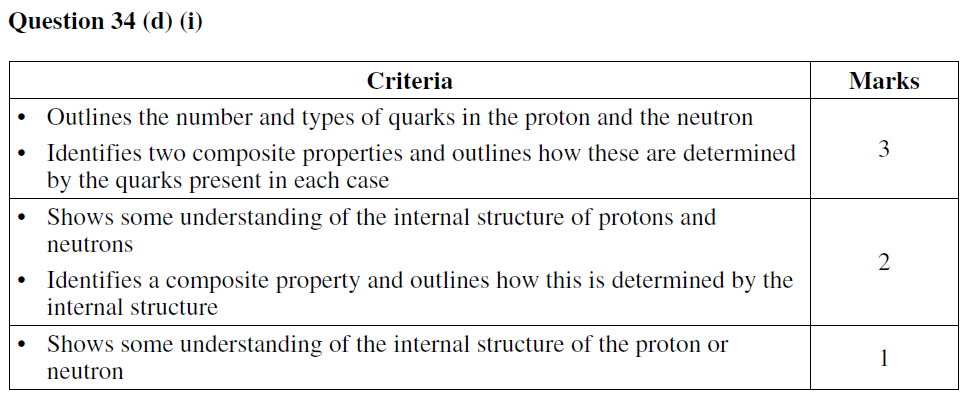 Question 34 (d) (i)
Criteria Marks
• Outlines the number and types of quarks in the proton and the neutron
• Identifies two composite properties and outlines how these are determined
by the quarks present in each case
3
• Shows some understanding of the internal structure of protons and
neutrons
• Identifies a composite property and outlines how this is determined by the
internal structure
2
• Shows some understanding of the internal structure of the proton or
neutron
1